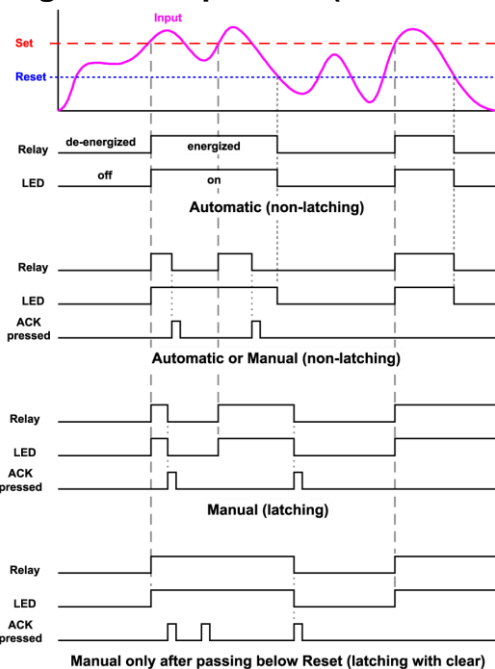 Input
Set
Reset
Relay de-energized energized
LED off on
Automatic (non-latching)
Relay
LED
ACK
pressed
Automatic or Manual (non-latching)
Relay
LED
ACK
pressed
Manual (latching)
Relay
LED
ACK
pressed
Manual only after passing below Reset (latching with clear)